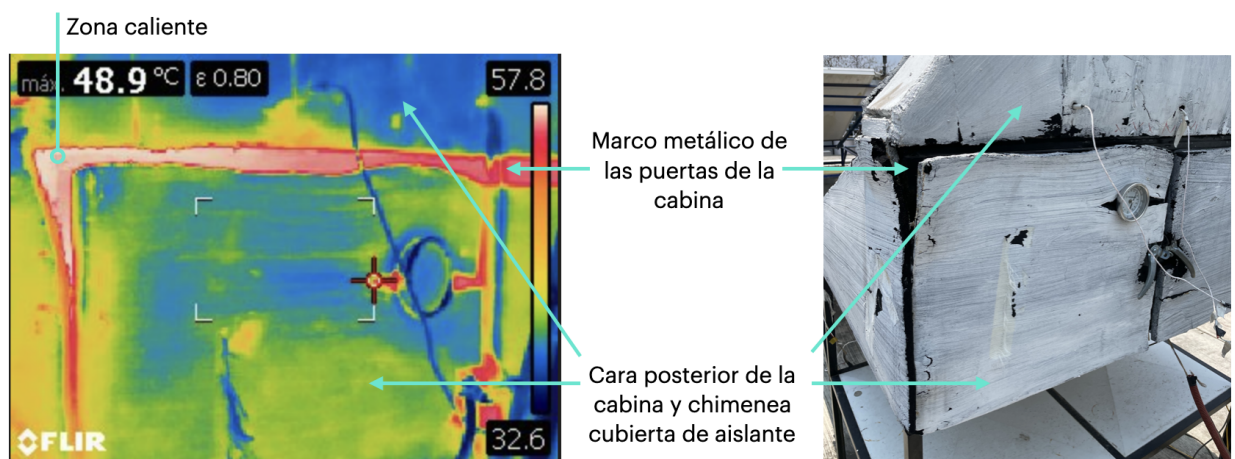 Zona caliente
máx. 48.9 °C ε 0.80
57.8
Marco metálico de
las puertas de la
cabina
Cara posterior de la
cabina y chimenea
cubierta de aislante
FLIR
32.6